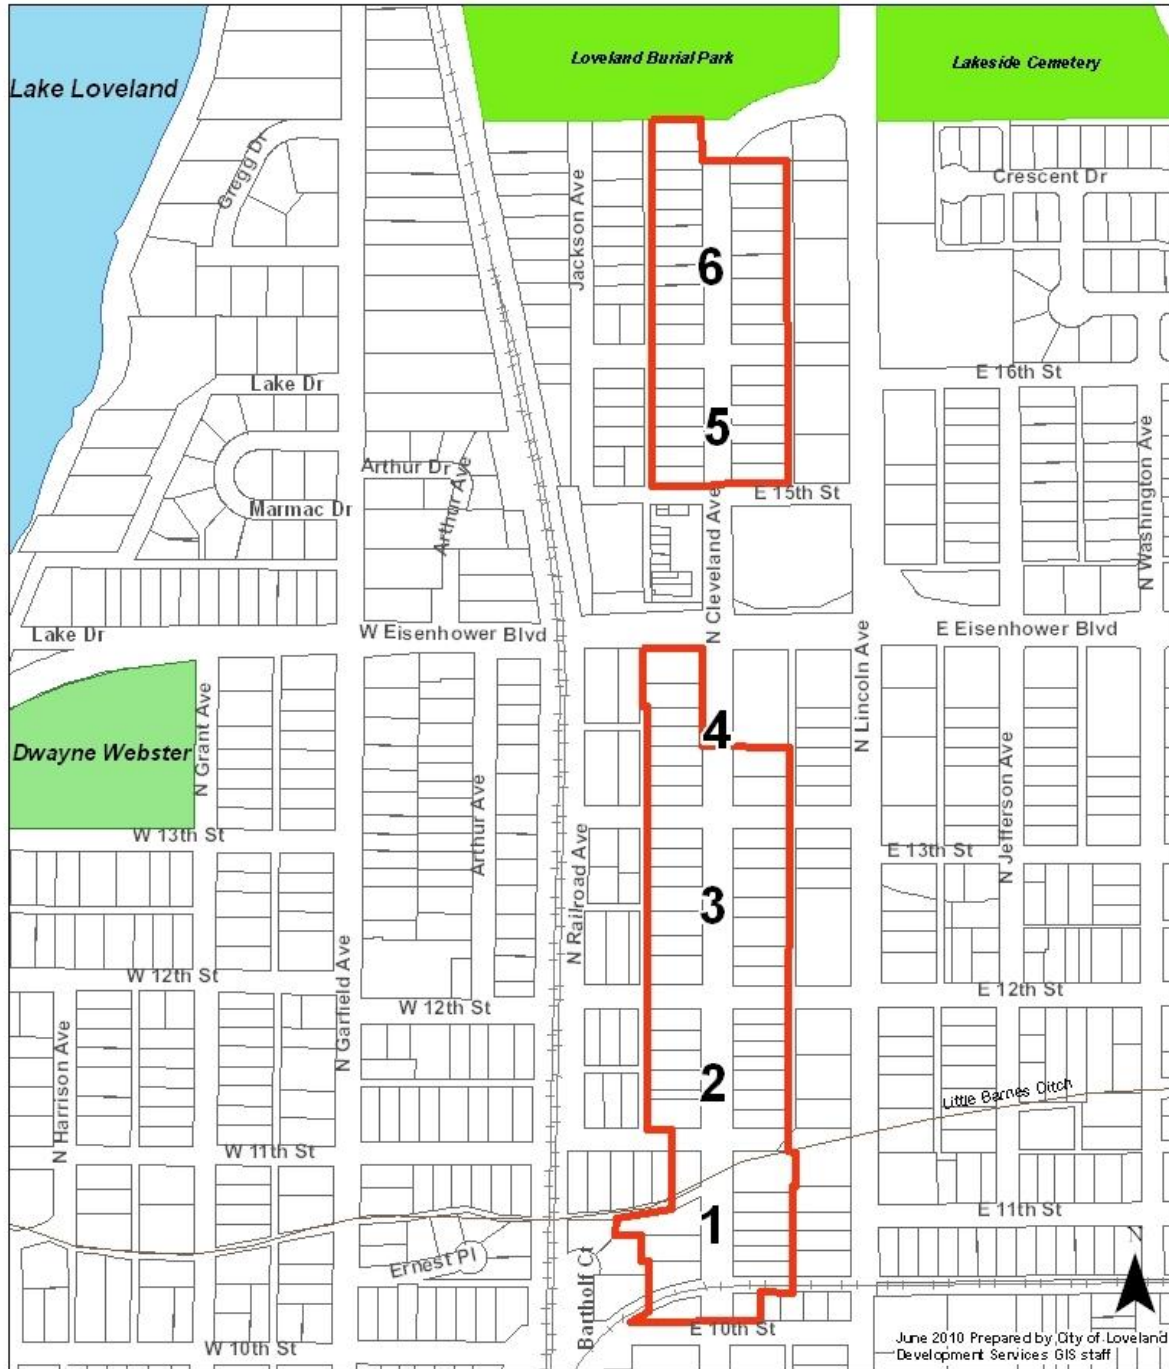 Loveland Burial Park
Lakeside Cemetery
Lake Loveland
Gregg Dr
Crescent Dr
Jackson Ave
6
E 16th St
Lake Dr
5
Arthur Dr
Arthur Ave
Marmac Dr
E 15th St
N Washington Ave
N Cleveland Ave
Lake Dr
W Eisenhower Blvd
E Eisenhower Blvd
N Lincoln Ave
4
Dwayne Webster
N Grant Ave
N Jefferson Ave
Arthur Ave
W 13th St
E 13th St
N Railroad Ave
3
W 12th St
E 12th St
W 12th St
N Garfield Ave
N Harrison Ave
2
Little Barnes Ditch
W 11th St
E 11th St
1
N
Ernest Pl
Bartholf Ct
E 10th St
W 10th St
June 2010 Prepared by City of Loveland
Development Services GIS staff